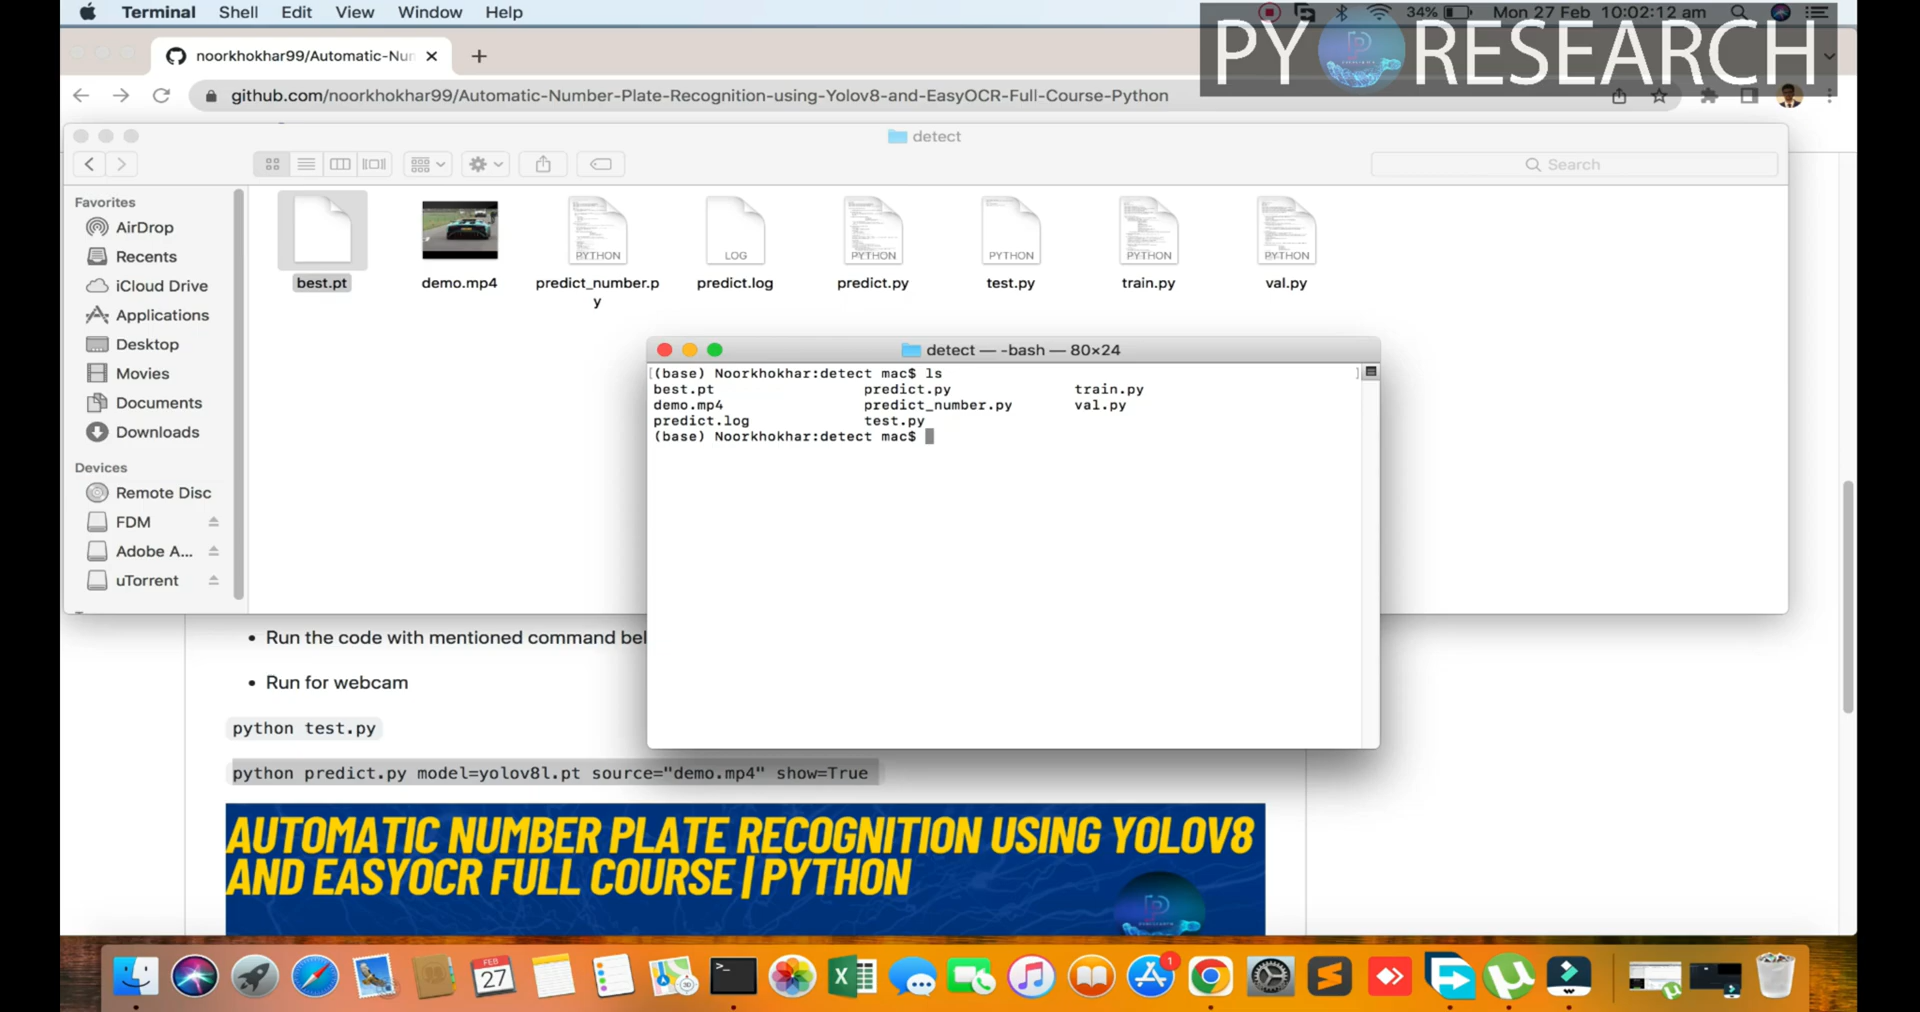 Terminal Shell Edit View Window Help
34% Mon 27 Feb 10:02:12 am
PY RESEARCH
noorkhokhar99/Automatic-Nun
github.com/noorkhokhar99/Automatic-Number-Plate-Recognition-using-Yolov8-and-EasyOCR-Full-Course-Python
detect
Search
Favorites
AirDrop
Recents
iCloud Drive
Applications
Desktop
Movies
Documents
Downloads
Devices
Remote Disc
FDM
Adobe A...
uTorrent
PYTHON
LOG
PYTHON
PYTHON
PYTHON
PYTHON
best.pt
demo.mp4
predict_number.p
y
predict.log
predict.py
test.py
train.py
val.py
detect — -bash — 80×24
[(base) Noorkhokhar:detect mac$ ls ]
best.pt predict.py train.py
demo.mp4 predict_number.py val.py
predict.log test.py
(base) Noorkhokhar:detect mac$
• Run the code with mentioned command bel
• Run for webcam
python test.py
python predict.py model=yolov8l.pt source="demo.mp4" show=True
AUTOMATIC NUMBER PLATE RECOGNITION USING YOLOV8
AND EASYOCR FULL COURSE | PYTHON
FEB
27
1